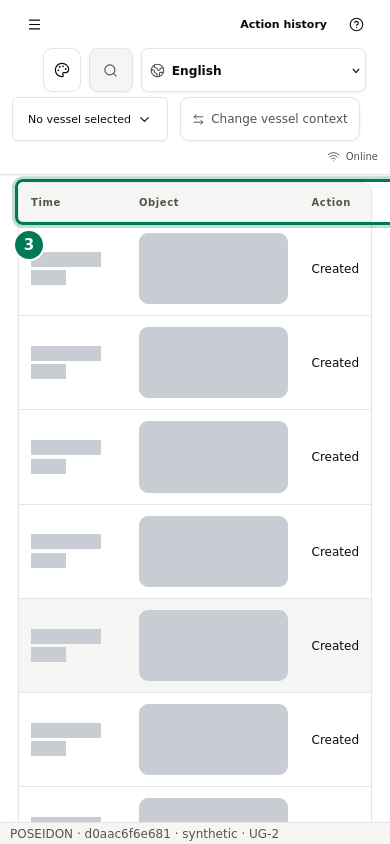 Action history
English
No vessel selected
Change vessel context
Online
Time Object Action
3
Created
Created
Created
Created
Created
Created
POSEIDON · d0aac6f6e681 · synthetic · UG-2